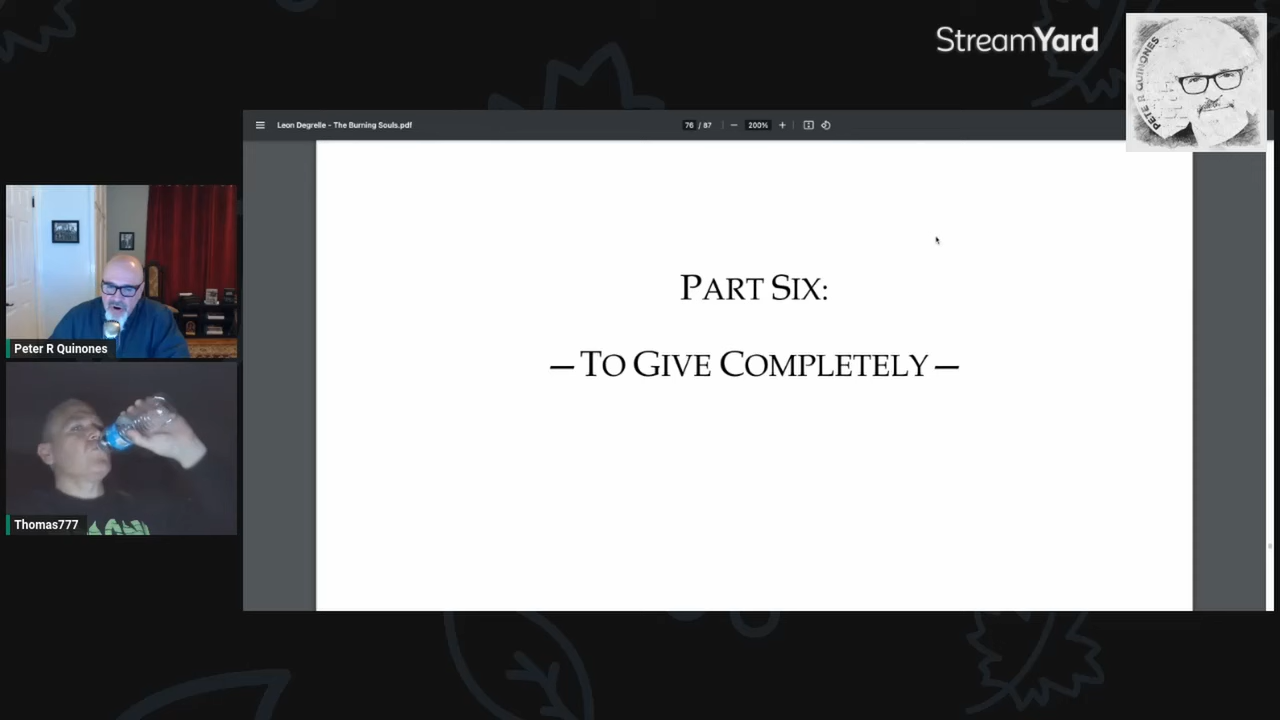 StreamYard
PETE R QUINONES
Leon Degrelle - The Burning Souls.pdf
76 / 87
200%
PART SIX:
— TO GIVE COMPLETELY —
Peter R Quinones
Thomas777